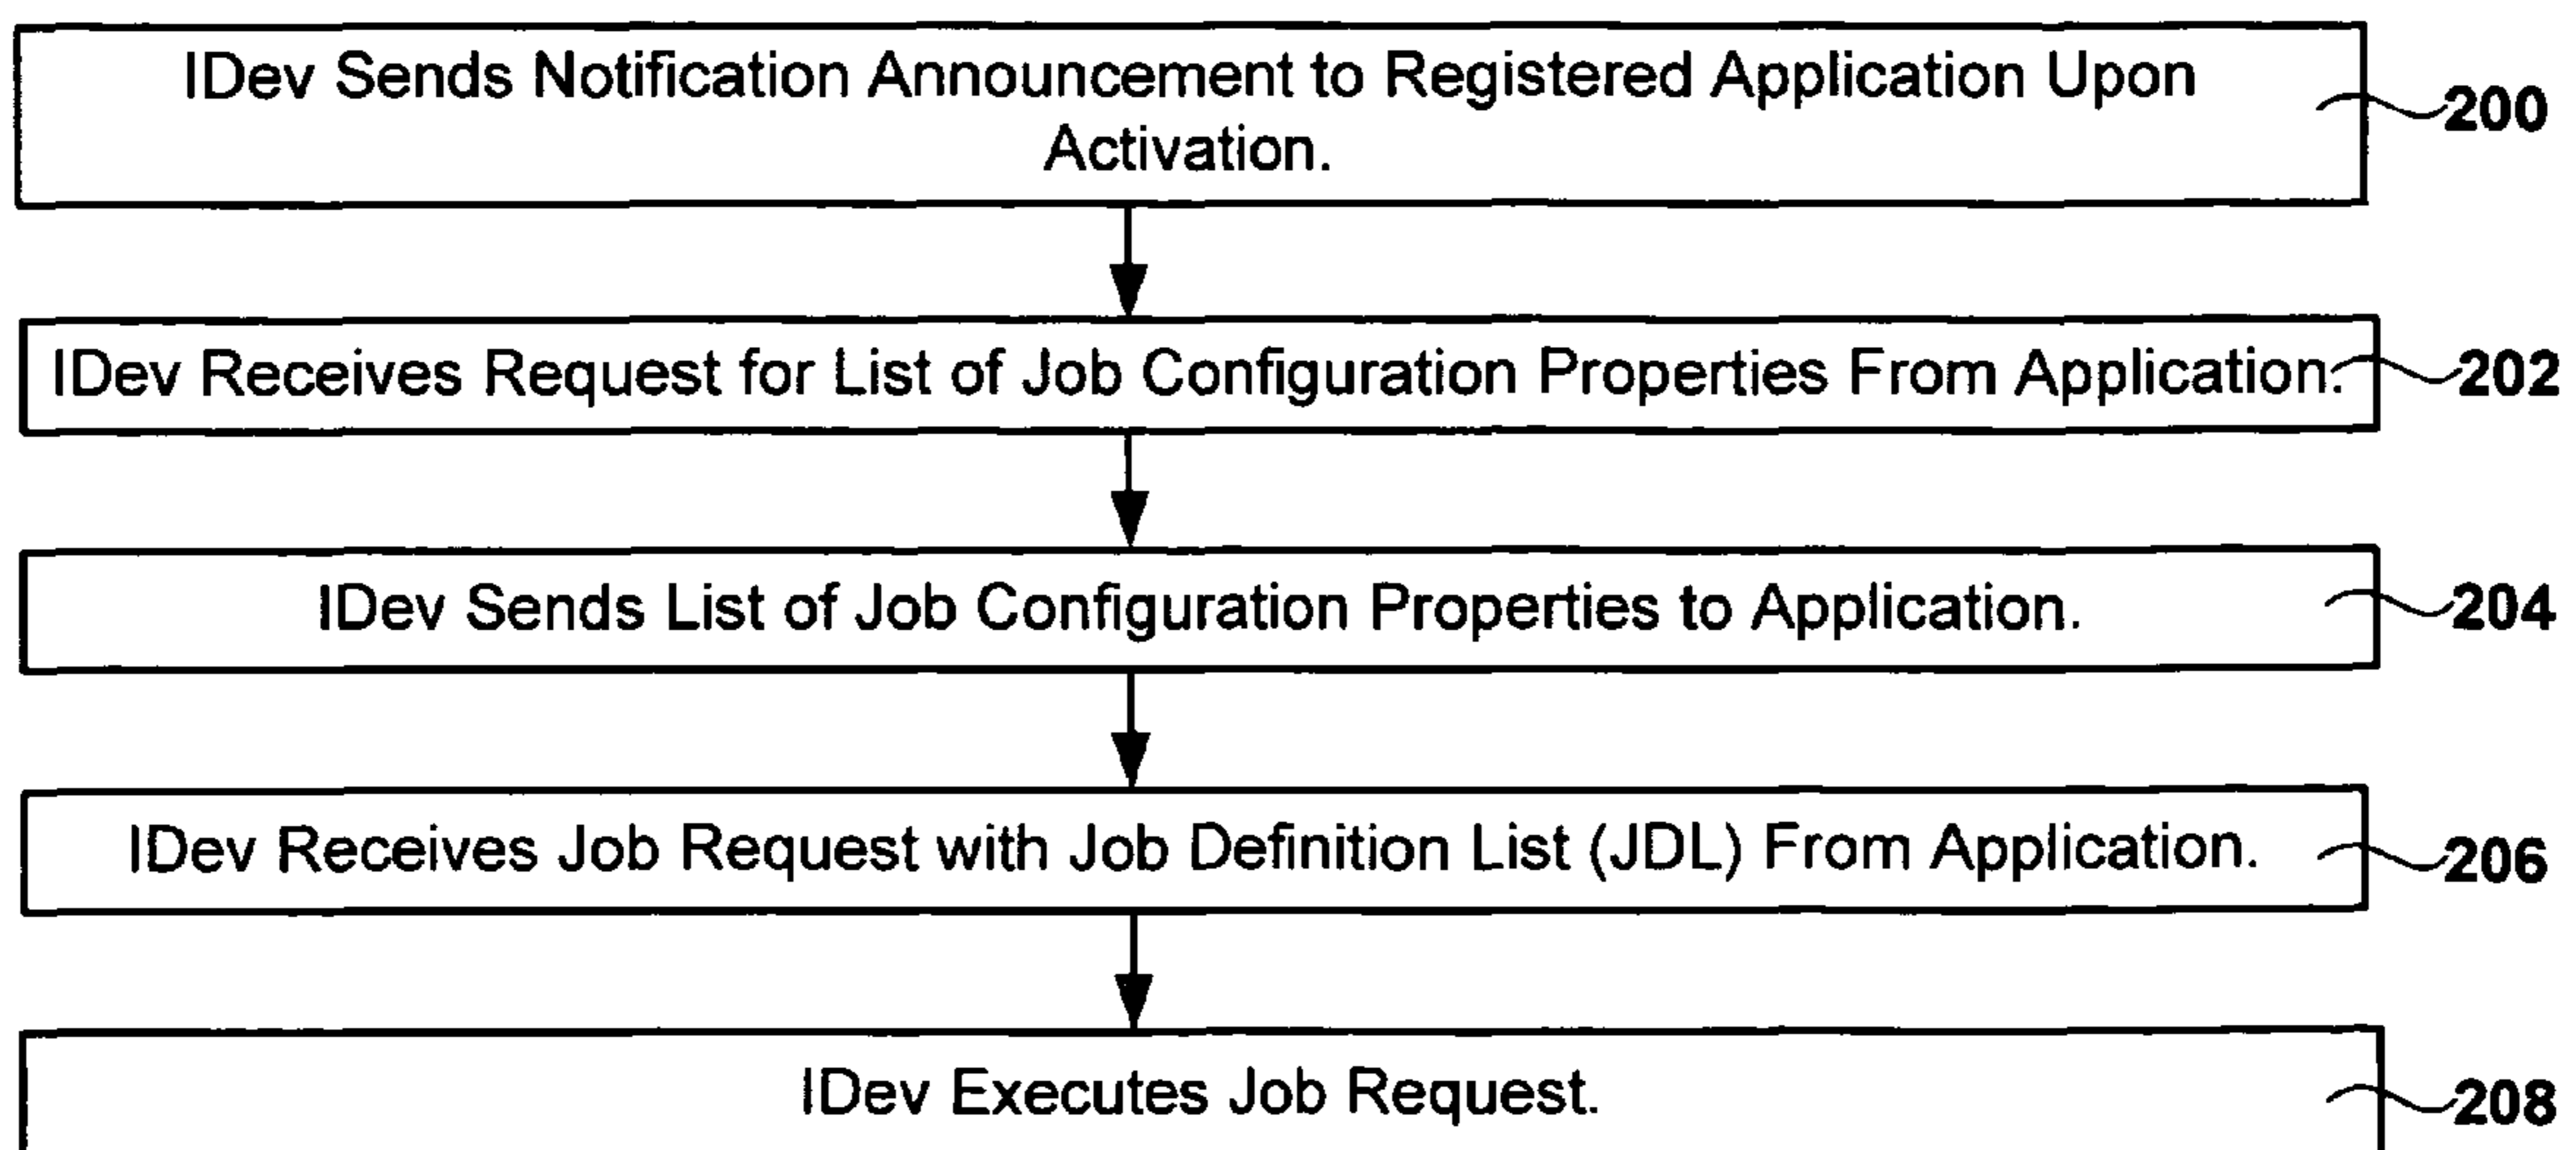 IDev Sends Notification Announcement to Registered Application Upon
Activation.
200
IDev Receives Request for List of Job Configuration Properties From Application.
202
IDev Sends List of Job Configuration Properties to Application.
204
IDev Receives Job Request with Job Definition List (JDL) From Application.
206
IDev Executes Job Request.
208